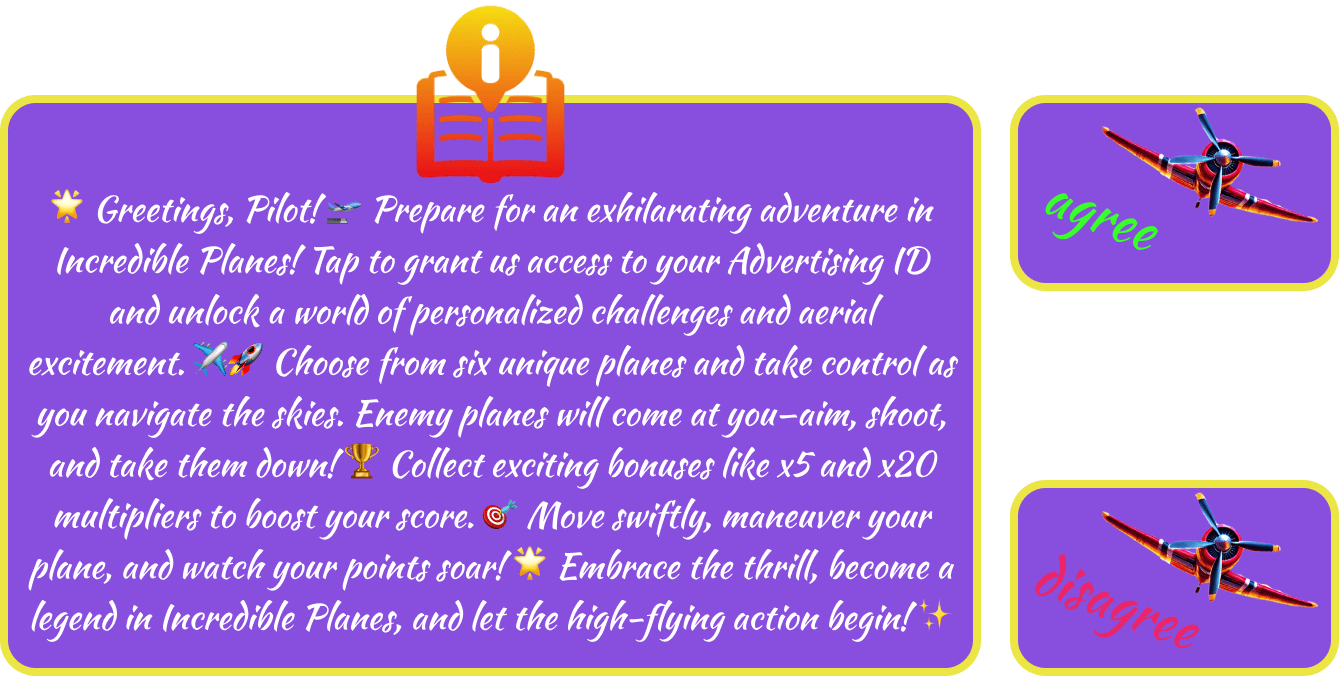 🌟 Greetings, Pilot! 🛫 Prepare for an exhilarating adventure in
Incredible Planes! Tap to grant us access to your Advertising ID
and unlock a world of personalized challenges and aerial
excitement. ✈️🚀 Choose from six unique planes and take control as
you navigate the skies. Enemy planes will come at you—aim, shoot,
and take them down! 🏆 Collect exciting bonuses like x5 and x20
multipliers to boost your score. 🎯 Move swiftly, maneuver your
plane, and watch your points soar! 🌟 Embrace the thrill, become a
legend in Incredible Planes, and let the high-flying action begin! ✨
agree
disagree